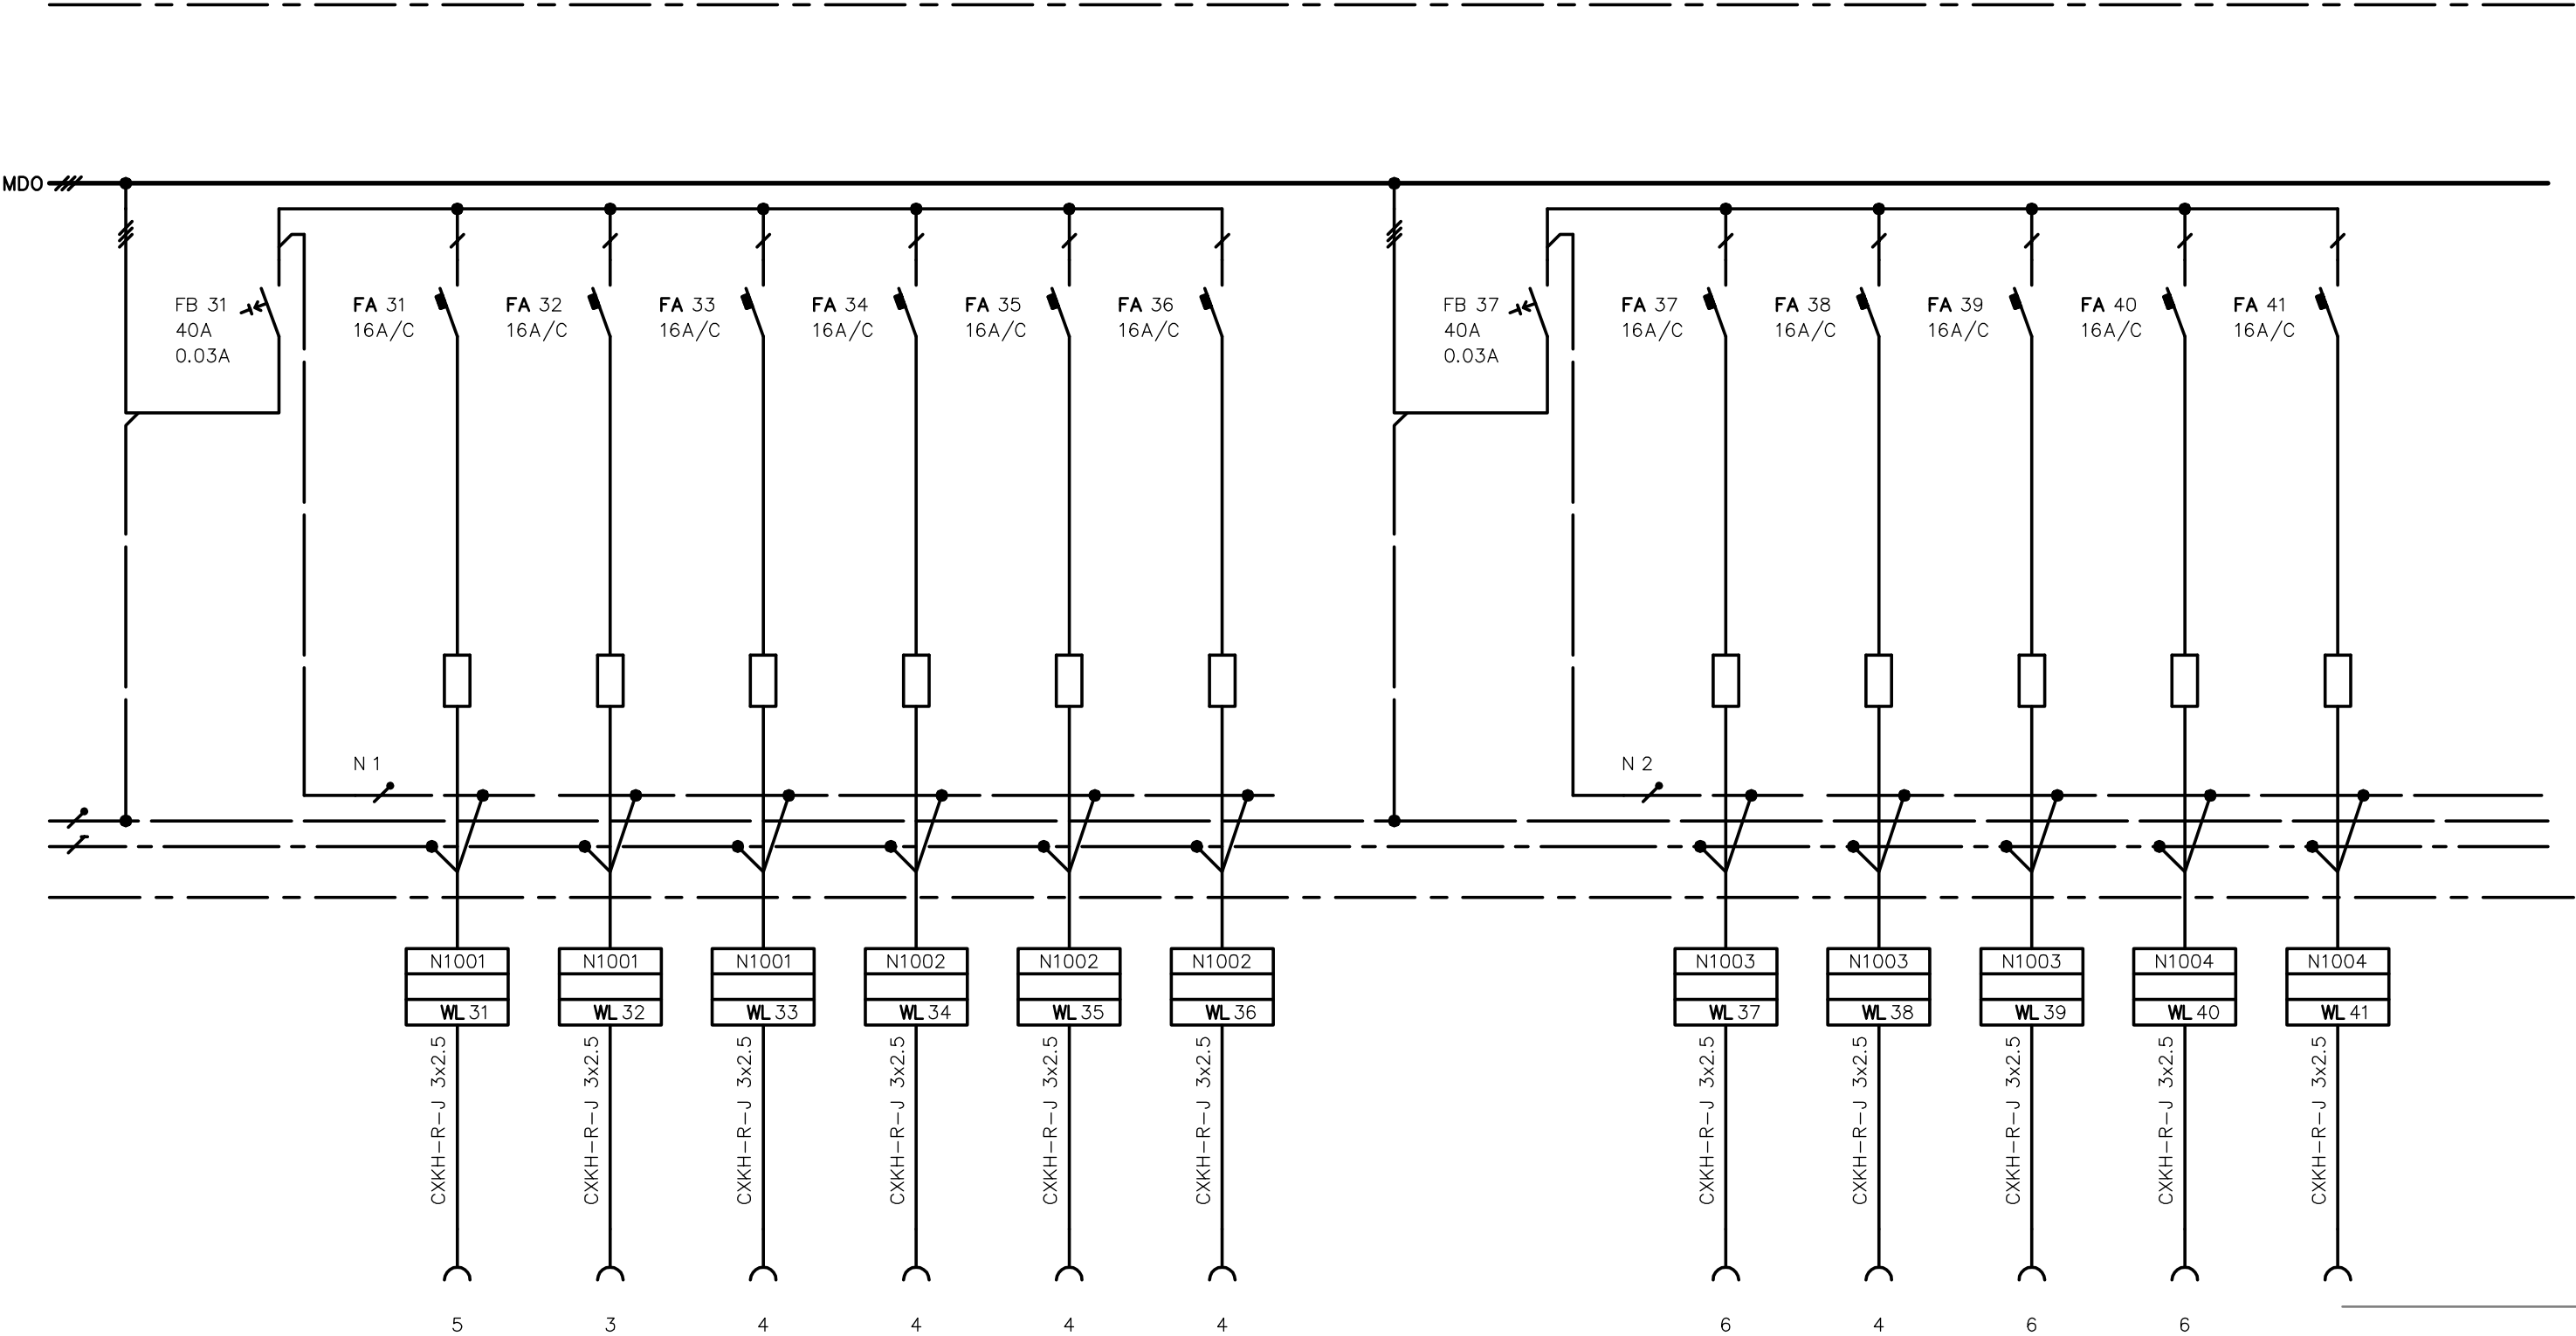 MDO
FB 31
40A
0.03A
FA 31
16A/C
FA 32
16A/C
FA 33
16A/C
FA 34
16A/C
FA 35
16A/C
FA 36
16A/C
FB 37
40A
0.03A
FA 37
16A/C
FA 38
16A/C
FA 39
16A/C
FA 40
16A/C
FA 41
16A/C
N 1
N 2
N1001
WL 31
N1001
WL 32
N1001
WL 33
N1002
WL 34
N1002
WL 35
N1002
WL 36
N1003
WL 37
N1003
WL 38
N1003
WL 39
N1004
WL 40
N1004
WL 41
CXKH-R-J 3x2.5
CXKH-R-J 3x2.5
CXKH-R-J 3x2.5
CXKH-R-J 3x2.5
CXKH-R-J 3x2.5
CXKH-R-J 3x2.5
CXKH-R-J 3x2.5
CXKH-R-J 3x2.5
CXKH-R-J 3x2.5
CXKH-R-J 3x2.5
CXKH-R-J 3x2.5
5
3
4
4
4
4
6
4
6
6